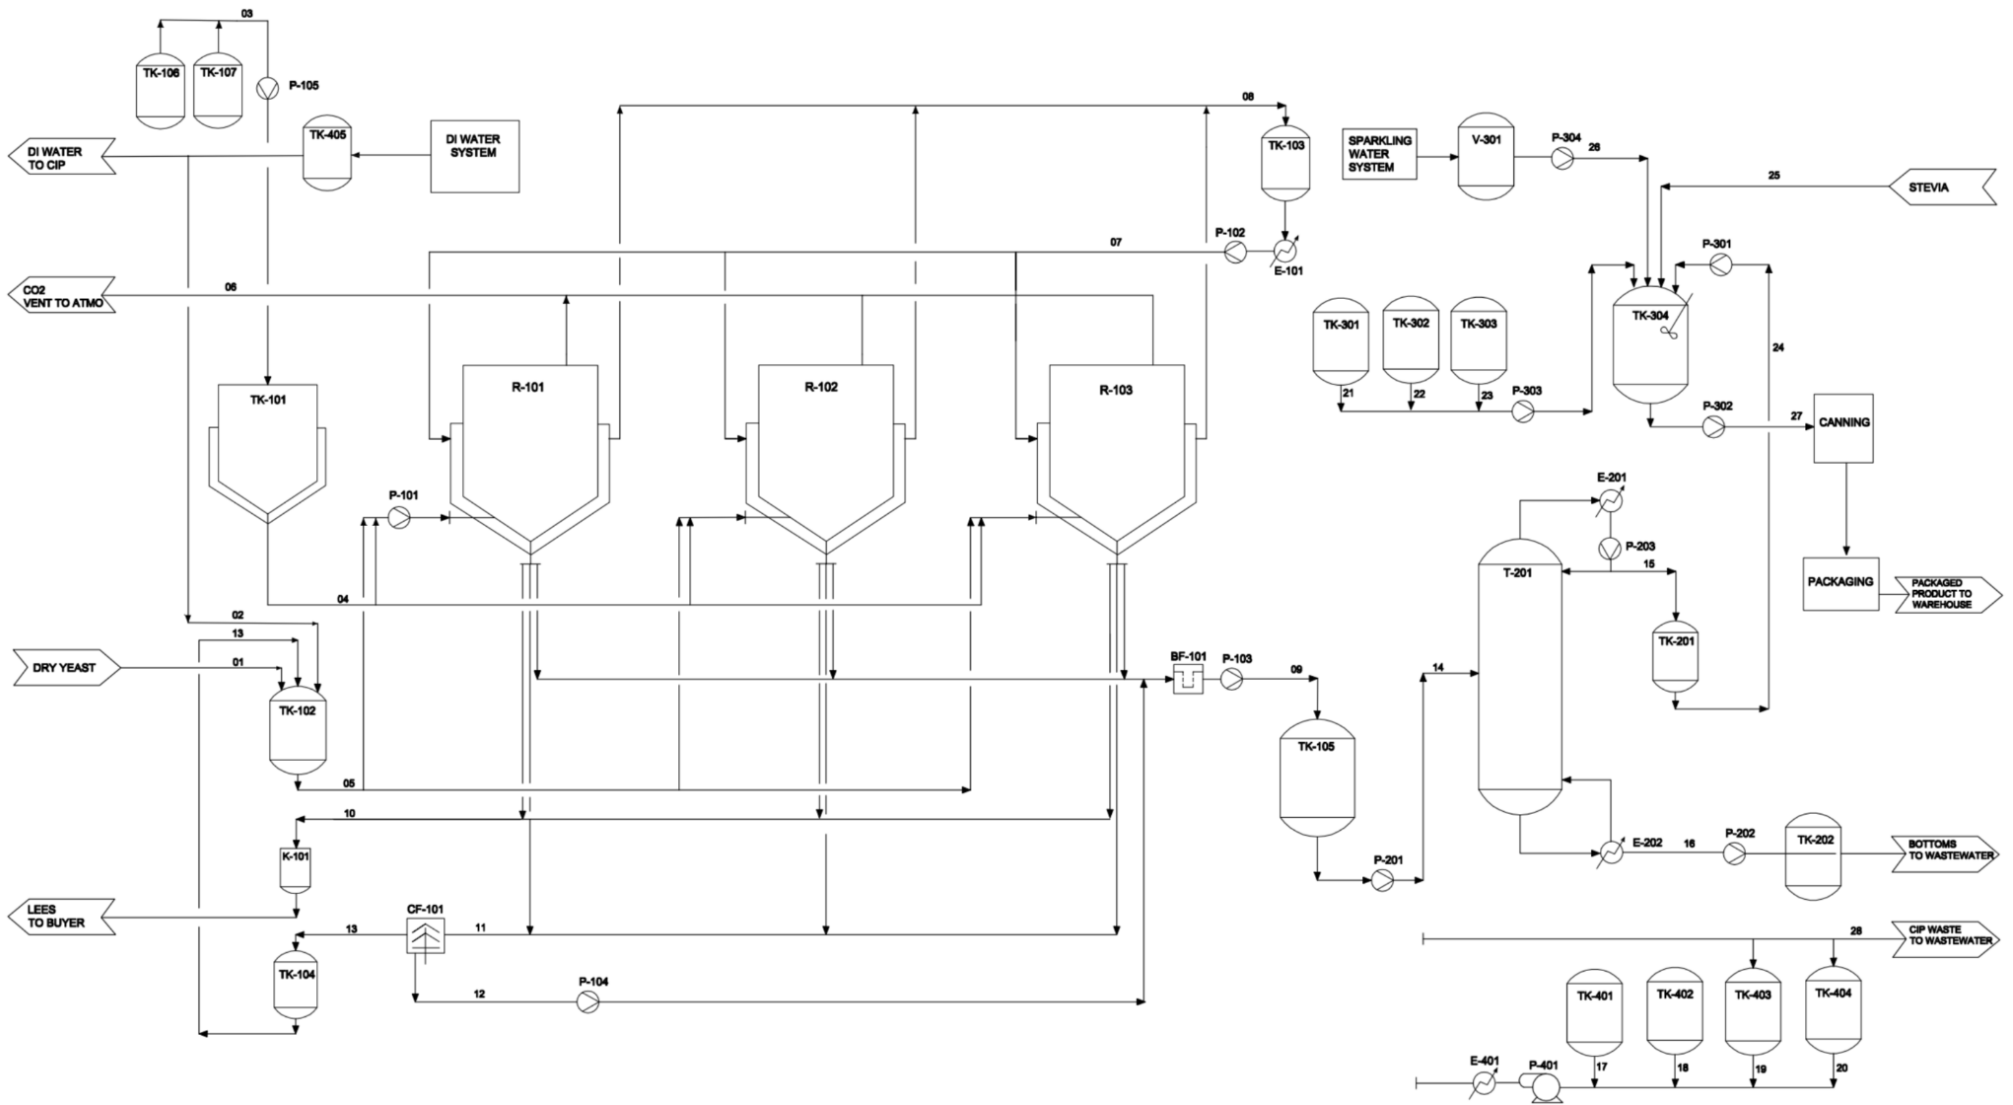 03
TK-106
TK-107
P-105
DI WATER
TO CIP
TK-405
DI WATER
SYSTEM
08
TK-103
SPARKLING
WATER
SYSTEM
V-301
P-304
26
25
STEVIA
P-102
07
E-101
P-301
CO2
VENT TO ATMO
06
TK-301
TK-302
TK-303
TK-304
24
TK-101
R-101
R-102
R-103
21
22
23
P-303
P-302
27
CANNING
P-101
E-201
P-203
15
T-201
PACKAGING
PACKAGED
PRODUCT TO
WAREHOUSE
04
02
13
DRY YEAST
01
TK-102
BF-101
P-103
09
14
TK-201
TK-105
05
10
K-101
P-201
E-202
16
P-202
TK-202
BOTTOMS
TO WASTEWATER
LEES
TO BUYER
CF-101
13
11
28
CIP WASTE
TO WASTEWATER
TK-104
12
P-104
TK-401
TK-402
TK-403
TK-404
E-401
P-401
17
18
19
20